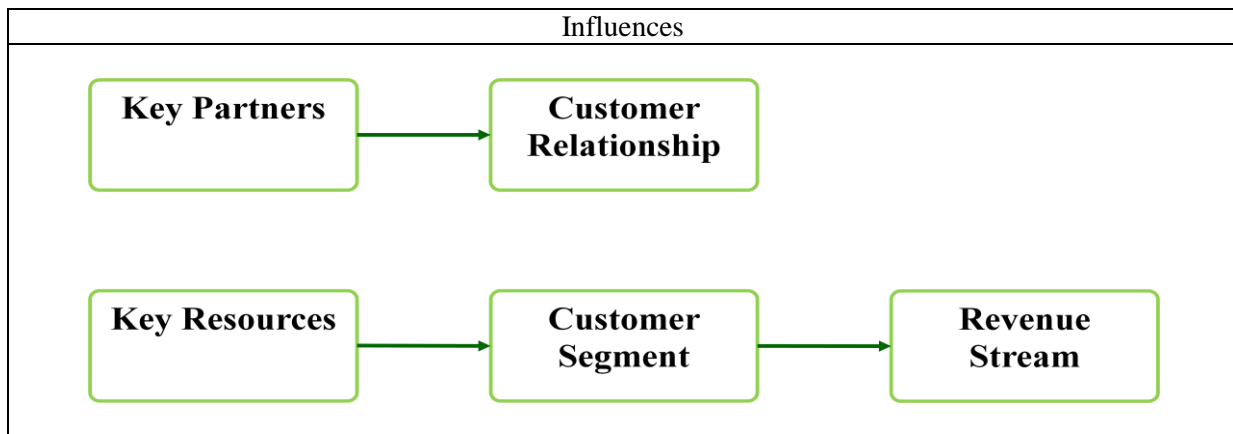 Influences
Key Partners
Customer
Relationship
Key Resources
Customer
Segment
Revenue
Stream